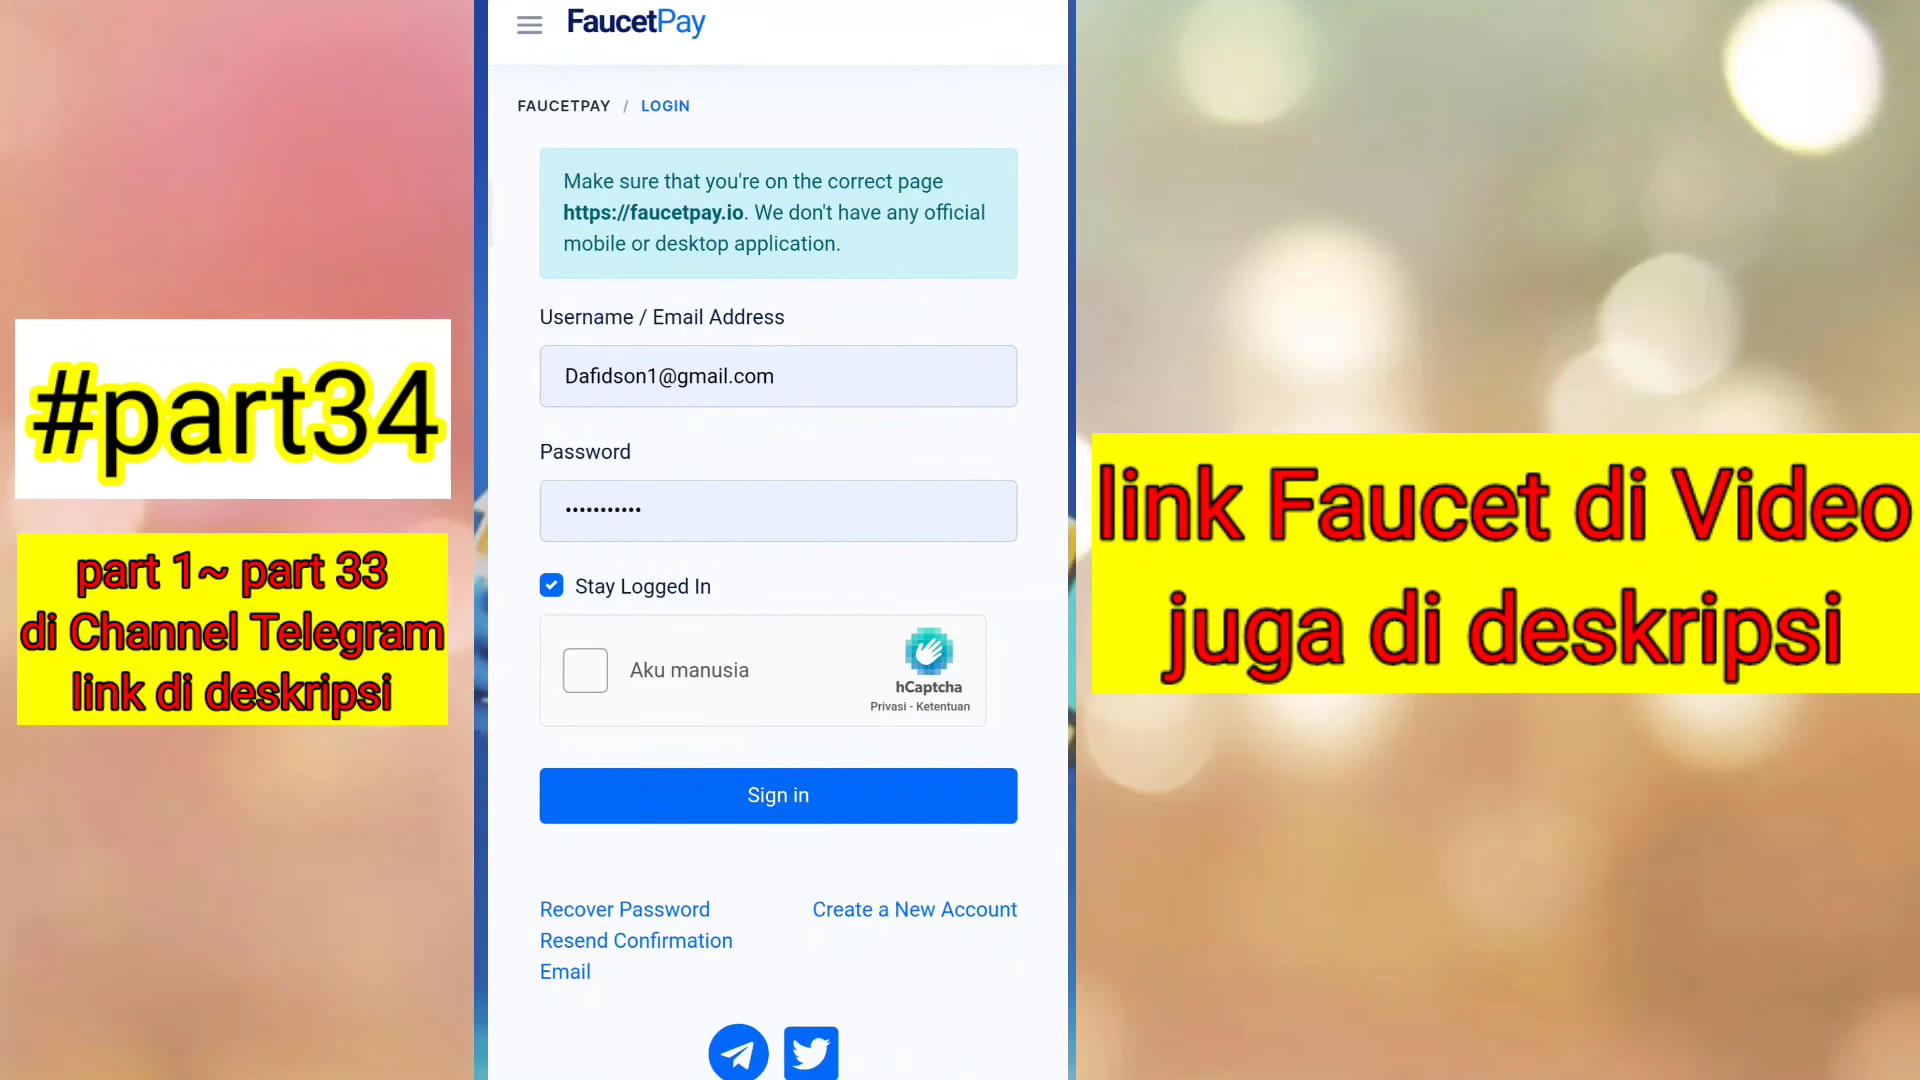 #part34
part 1~ part 33
di Channel Telegram
link di deskripsi
FaucetPay
FAUCETPAY / LOGIN
Make sure that you're on the correct page
https://faucetpay.io. We don't have any official
mobile or desktop application.
Username / Email Address
Dafidson1@gmail.com
Password
•••••••••••
Stay Logged In
Aku manusia
hCaptcha
Privasi - Ketentuan
Sign in
Recover Password
Create a New Account
Resend Confirmation
Email
link Faucet di Video
juga di deskripsi